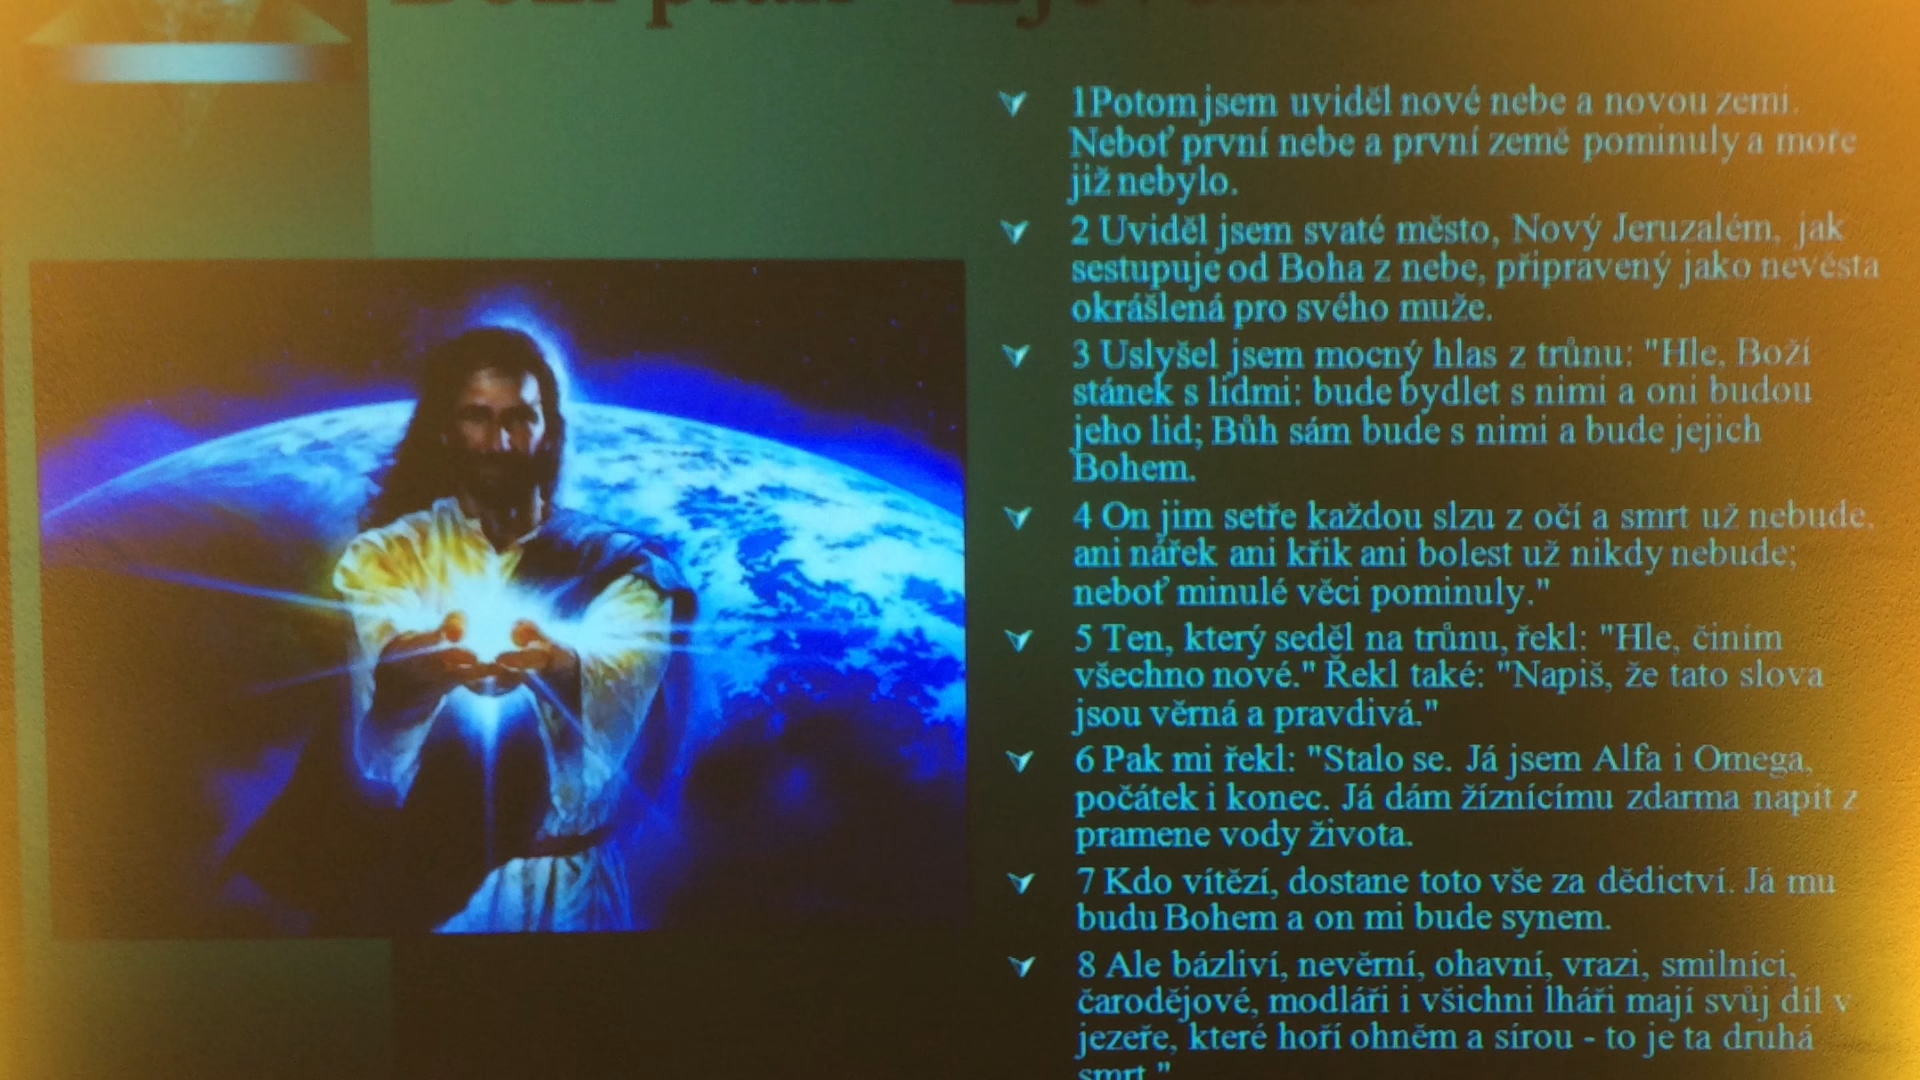 1Potom jsem uviděl nové nebe a novou zemi.
Neboť první nebe a první země pominuly a moře
již nebylo.
2 Uviděl jsem svaté město, Nový Jeruzalém, jak
sestupuje od Boha z nebe, připravený jako nevěsta
okrášlená pro svého muže.
3 Uslyšel jsem mocný hlas z trůnu: "Hle, Boží
stánek s lidmi: bude bydlet s nimi a oni budou
jeho lid; Bůh sám bude s nimi a bude jejich
Bohem.
4 On jim setře každou slzu z očí a smrt už nebude,
ani nářek ani křik ani bolest už nikdy nebude;
neboť minulé věci pominuly."
5 Ten, který seděl na trůnu, řekl: "Hle, činím
všechno nové." Řekl také: "Napiš, že tato slova
jsou věrná a pravdivá."
6 Pak mi řekl: "Stalo se. Já jsem Alfa i Omega,
počátek i konec. Já dám žíznícímu zdarma napít z
pramene vody života.
7 Kdo vítězí, dostane toto vše za dědictví. Já mu
budu Bohem a on mi bude synem.
8 Ale bázliví, nevěrní, ohavní, vrazi, smilníci,
čarodějové, modláři i všichni lháři mají svůj díl v
jezeře, které hoří ohněm a sírou - to je ta druhá
smrt."